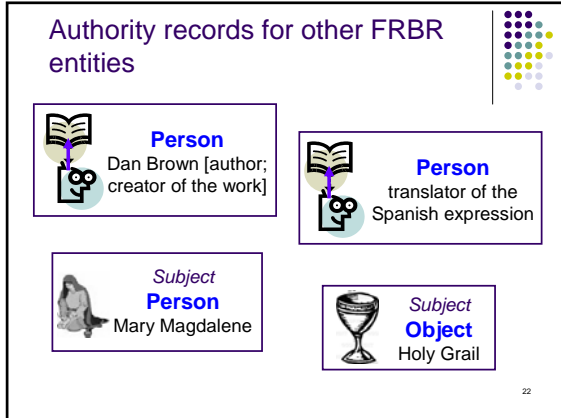 Authority records for other FRBR
entities
Person
Dan Brown [author;
creator of the work]
Person
translator of the
Spanish expression
Subject
Person
Mary Magdalene
Subject
Object
Holy Grail
22